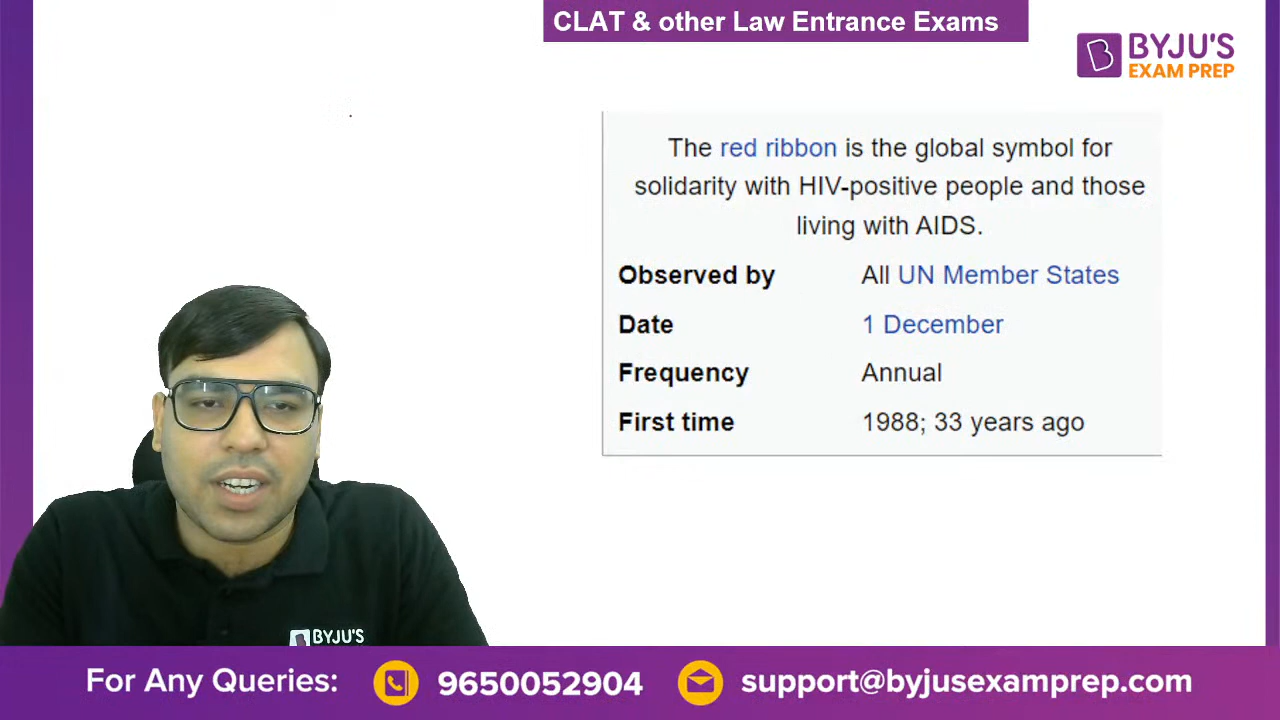 CLAT & other Law Entrance Exams
BYJU'S
EXAM PREP
The red ribbon is the global symbol for
solidarity with HIV-positive people and those
living with AIDS.
Observed by All UN Member States
Date 1 December
Frequency Annual
First time 1988; 33 years ago
BYJU'S
For Any Queries: 9650052904 support@byjusexamprep.com